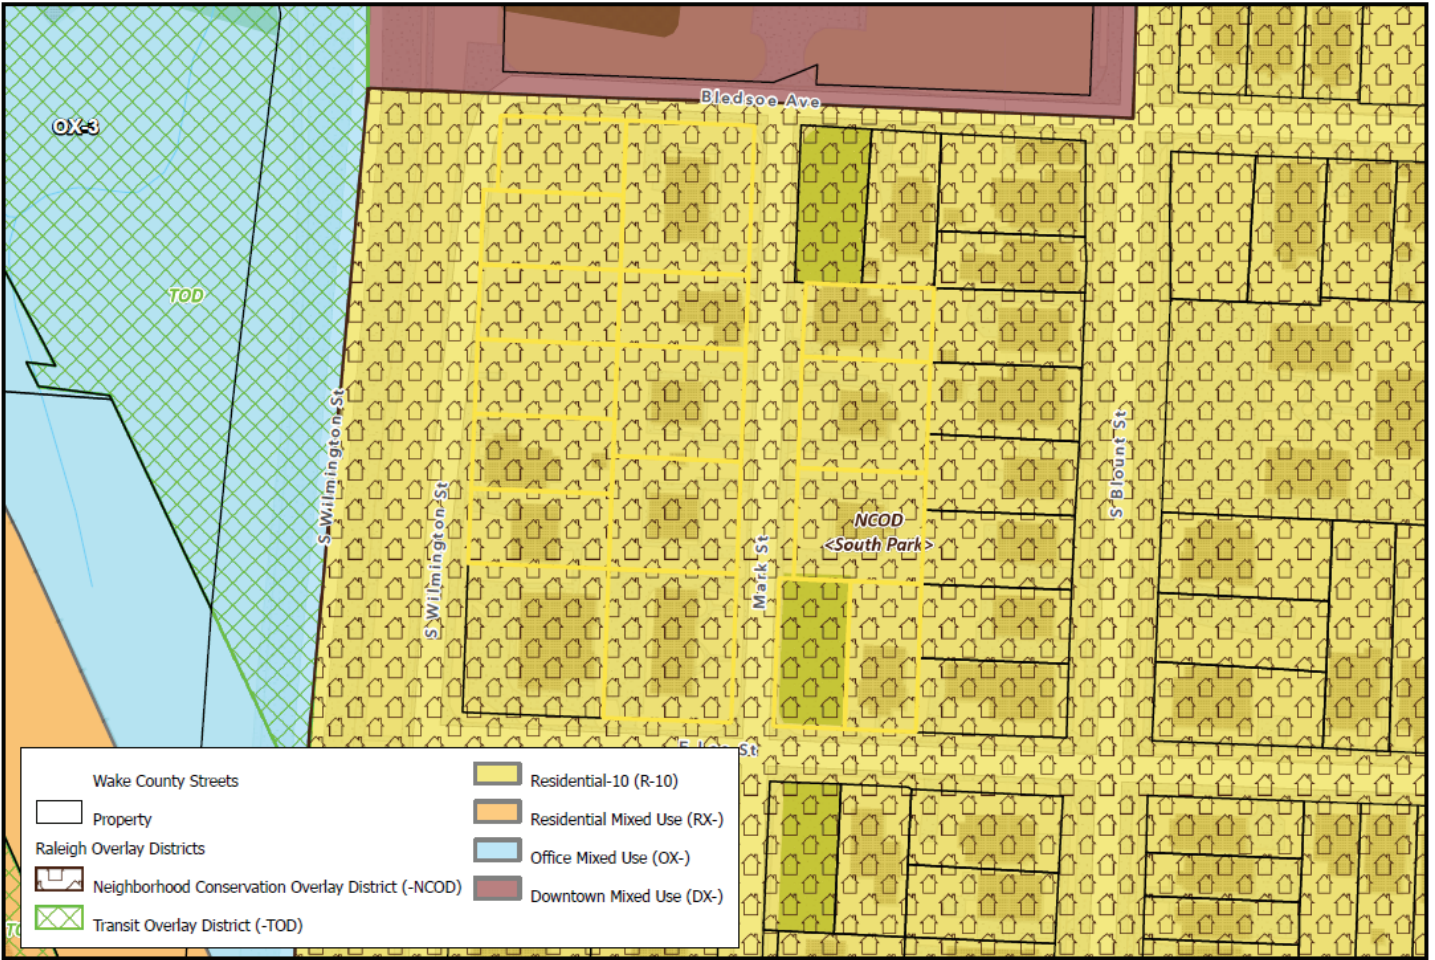 Bledsoe Ave
OX-3
TOD
S Wilmington St
S Wilmington St
Mark St
S Blount St
NCOD
<South Park>
St
Wake County Streets
Property
Raleigh Overlay Districts
Neighborhood Conservation Overlay District (-NCOD)
Transit Overlay District (-TOD)
Residential-10 (R-10)
Residential Mixed Use (RX-)
Office Mixed Use (OX-)
Downtown Mixed Use (DX-)